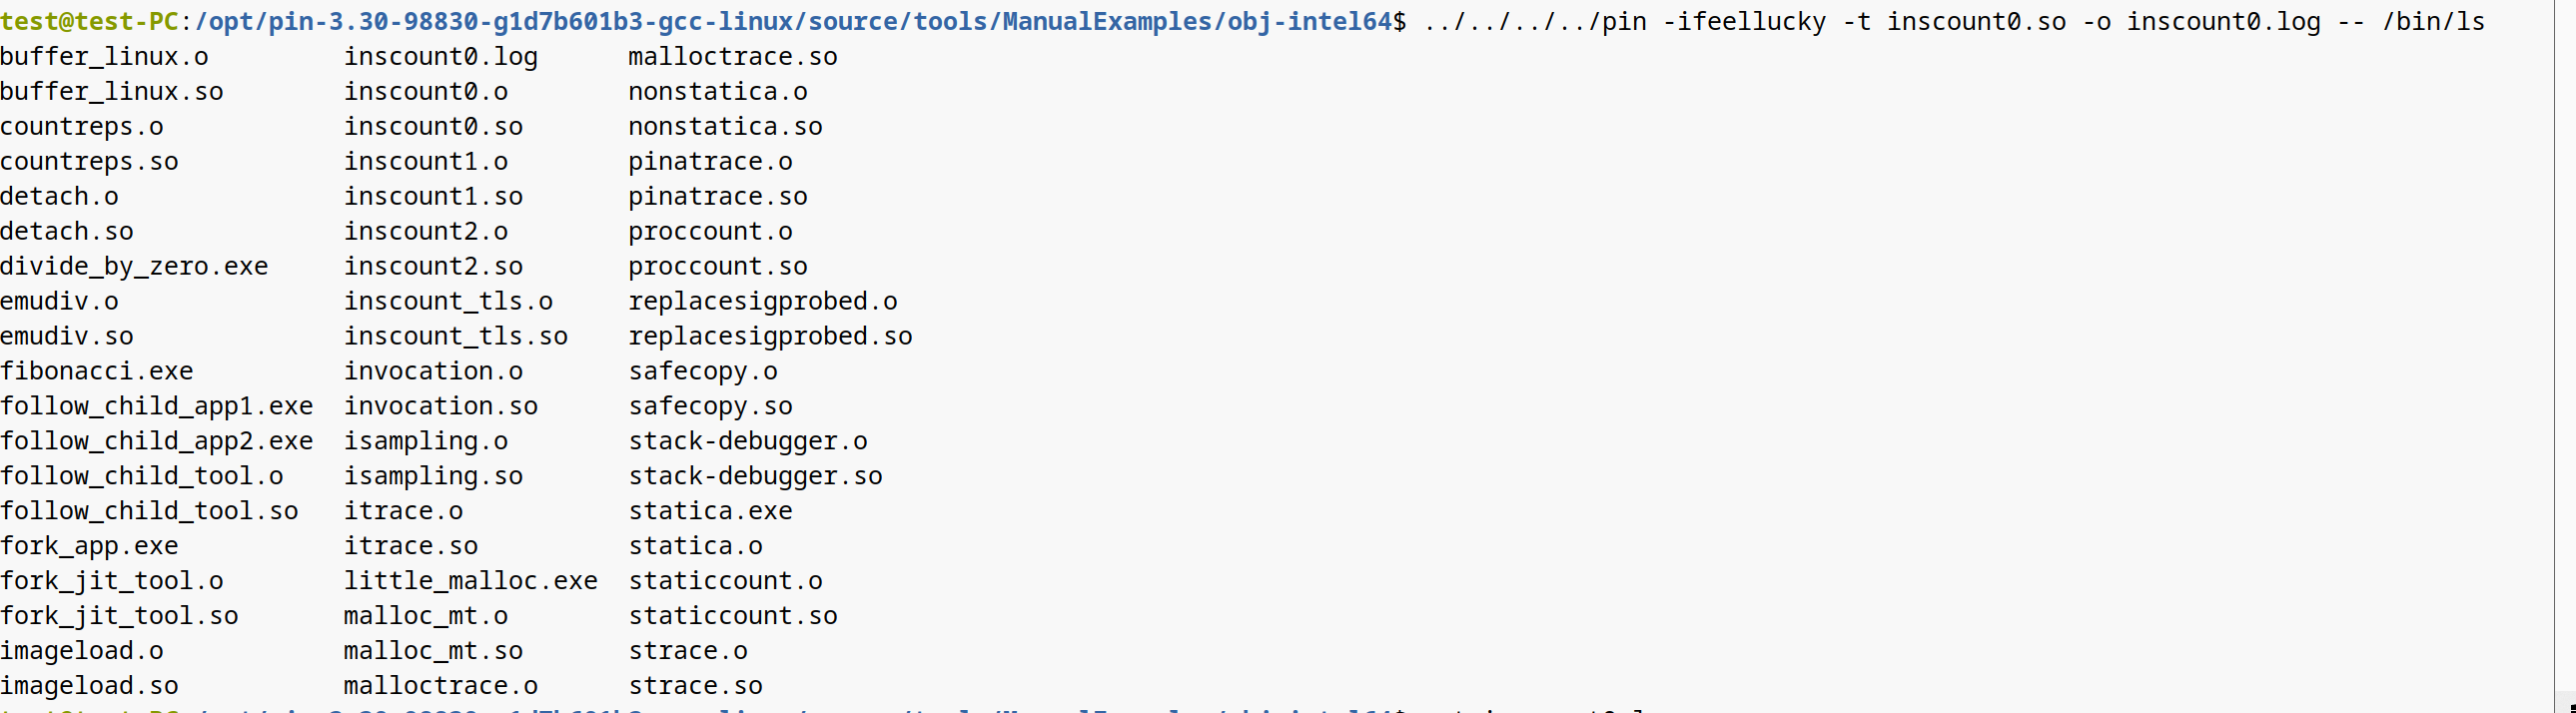 test@test-PC:/opt/pin-3.30-98830-g1d7b601b3-gcc-linux/source/tools/ManualExamples/obj-intel64$ ../../../../pin -ifeellucky -t inscount0.so -o inscount0.log -- /bin/ls
buffer_linux.o         inscount0.log      malloctrace.so
buffer_linux.so        inscount0.o        nonstatica.o
countreps.o            inscount0.so       nonstatica.so
countreps.so           inscount1.o        pinatrace.o
detach.o               inscount1.so       pinatrace.so
detach.so              inscount2.o        proccount.o
divide_by_zero.exe     inscount2.so       proccount.so
emudiv.o               inscount_tls.o     replacesigprobed.o
emudiv.so              inscount_tls.so    replacesigprobed.so
fibonacci.exe          invocation.o       safecopy.o
follow_child_app1.exe  invocation.so      safecopy.so
follow_child_app2.exe  isampling.o        stack-debugger.o
follow_child_tool.o    isampling.so       stack-debugger.so
follow_child_tool.so   itrace.o           statica.exe
fork_app.exe           itrace.so          statica.o
fork_jit_tool.o        little_malloc.exe  staticcount.o
fork_jit_tool.so       malloc_mt.o        staticcount.so
imageload.o            malloc_mt.so       strace.o
imageload.so           malloctrace.o      strace.so